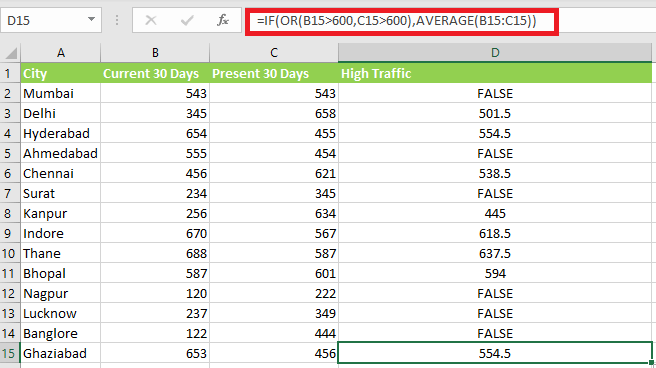 D15 fx =IF(OR(B15>600,C15>600),AVERAGE(B15:C15))
A B C D
1 City Current 30 Days Present 30 Days High Traffic
2 Mumbai 543 543 FALSE
3 Delhi 345 658 501.5
4 Hyderabad 654 455 554.5
5 Ahmedabad 555 454 FALSE
6 Chennai 456 621 538.5
7 Surat 234 345 FALSE
8 Kanpur 256 634 445
9 Indore 670 567 618.5
10 Thane 688 587 637.5
11 Bhopal 587 601 594
12 Nagpur 120 222 FALSE
13 Lucknow 237 349 FALSE
14 Banglore 122 444 FALSE
15 Ghaziabad 653 456 554.5